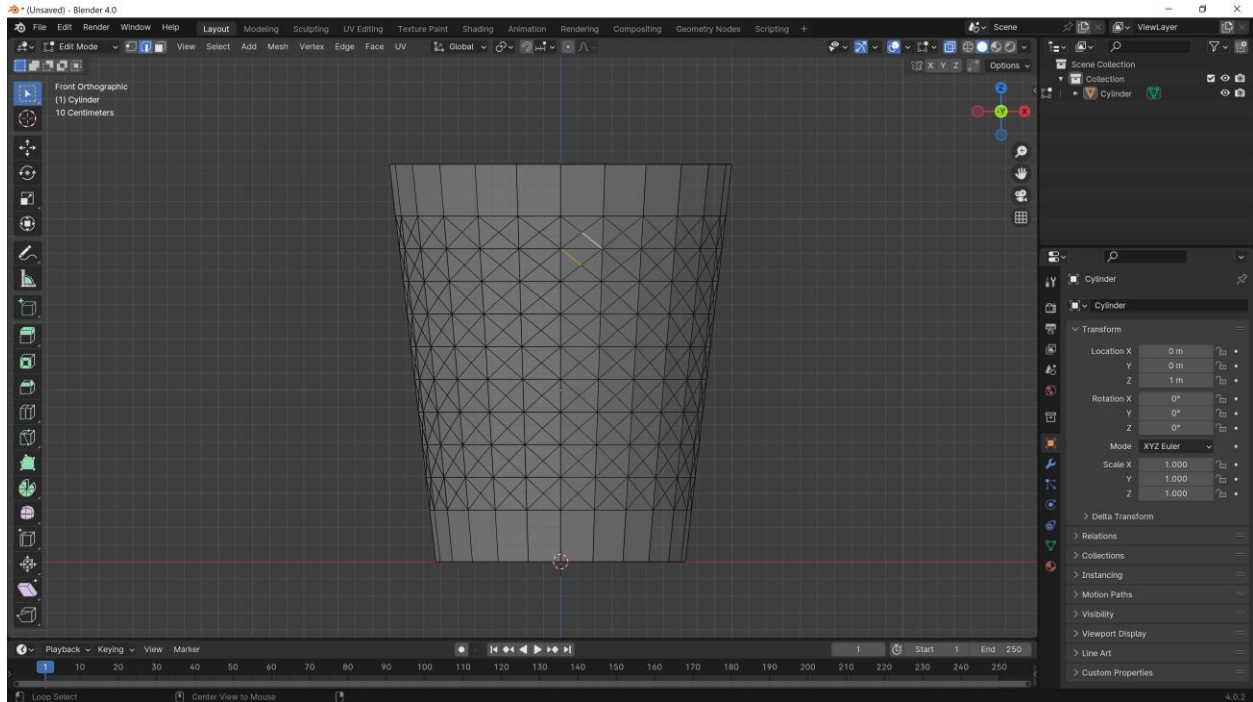 * (Unsaved) - Blender 4.0
File Edit Render Window Help Layout Modeling Sculpting UV Editing Texture Paint Shading Animation Rendering Compositing Geometry Nodes Scripting + Scene ViewLayer
Edit Mode View Select Add Mesh Vertex Edge Face UV Global
X Y Z Options
Front Orthographic
(1) Cylinder
10 Centimeters
Z
-Y
X
Scene Collection
Collection
Cylinder
Cylinder
Cylinder
Transform
Location X 0 m
Y 0 m
Z 1 m
Rotation X 0°
Y 0°
Z 0°
Mode XYZ Euler
Scale X 1.000
Y 1.000
Z 1.000
Delta Transform
Relations
Collections
Instancing
Motion Paths
Visibility
Viewport Display
Line Art
Custom Properties
Playback Keying View Marker 1 Start 1 End 250
1 10 20 30 40 50 60 70 80 90 100 110 120 130 140 150 160 170 180 190 200 210 220 230 240 250
Loop Select Center View to Mouse 4.0.2